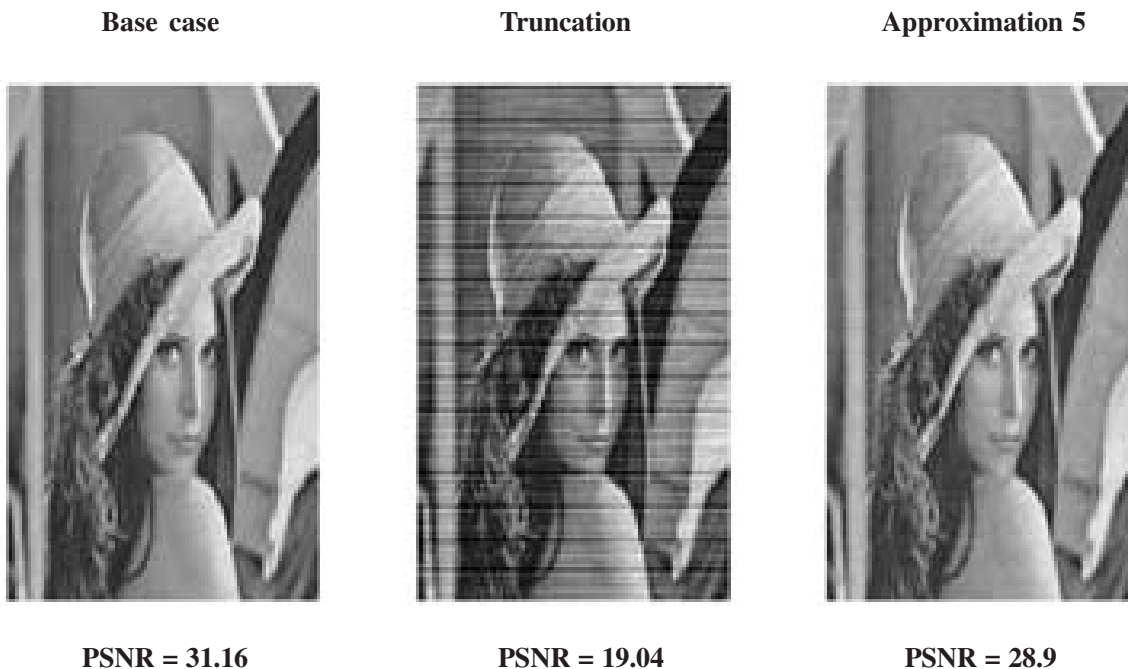 Base case
Truncation
Approximation 5
PSNR = 31.16
PSNR = 19.04
PSNR = 28.9